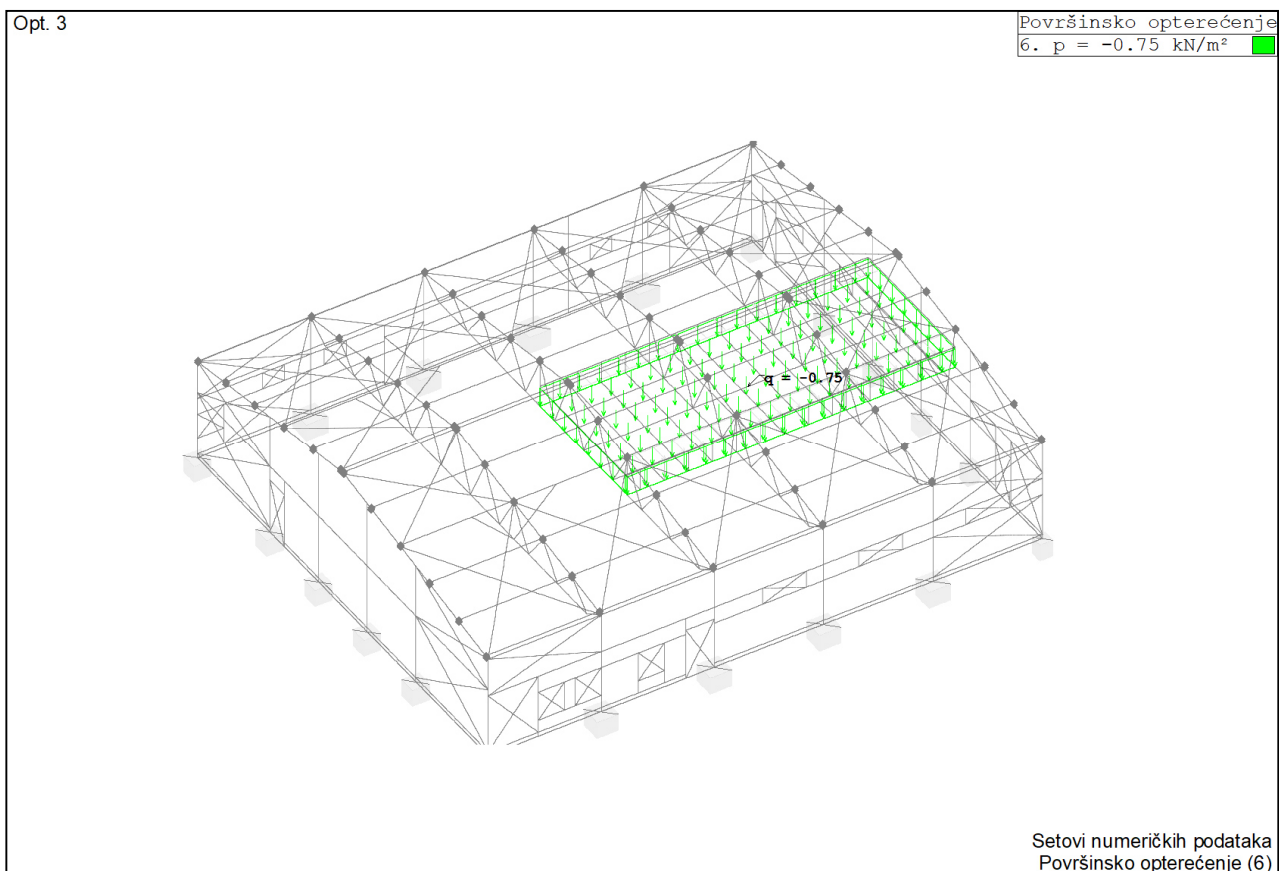 Opt. 3
Površinsko opterećenje
6. p = -0.75 kN/m²
q = -0.75
Setovi numeričkih podataka
Površinsko opterećenje (6)